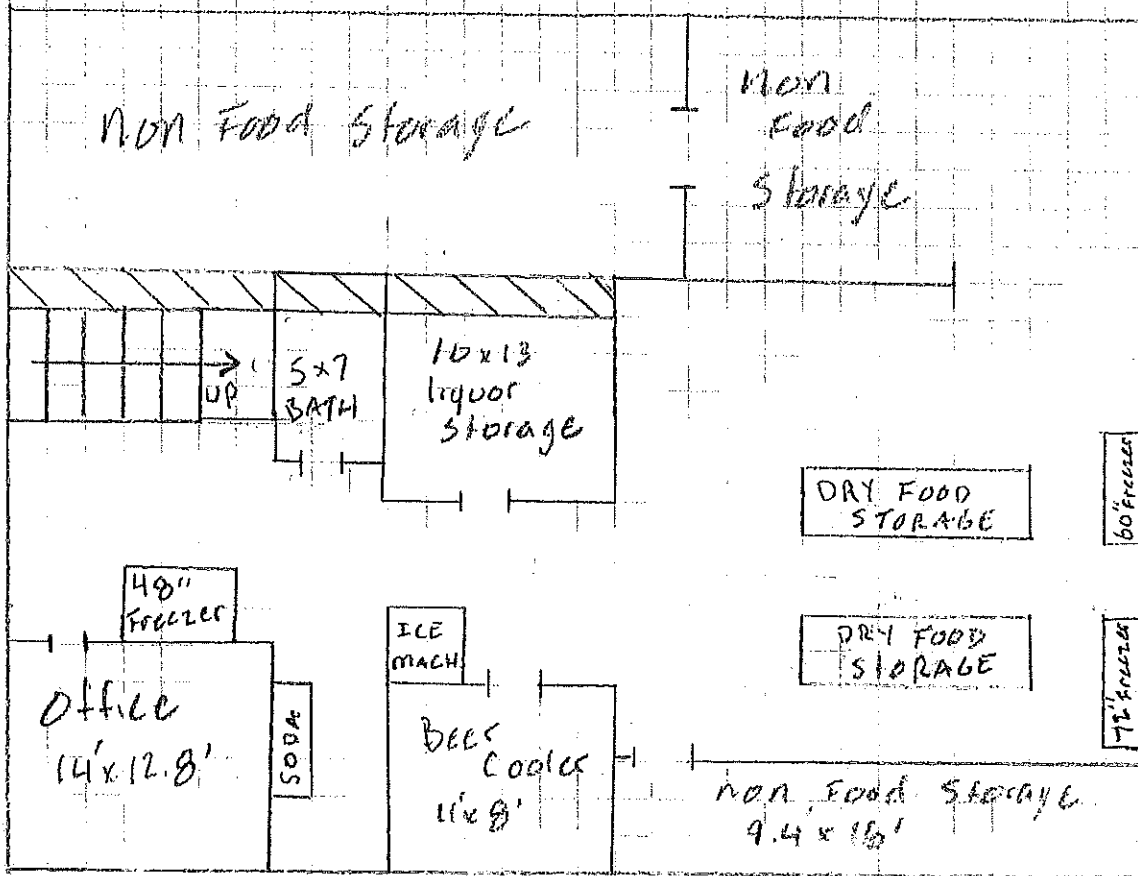 Non Food Storage
Non
Food
Storage
UP
5x7
BATH
10x13
liquor
storage
DRY FOOD
STORAGE
60" Freezer
48"
Freezer
ICE
MACH
DRY FOOD
STORAGE
72" Freezer
Office
14'x12.8'
SODA
Beer
Cooler
11'x8'
non Food Storage
9.4 x